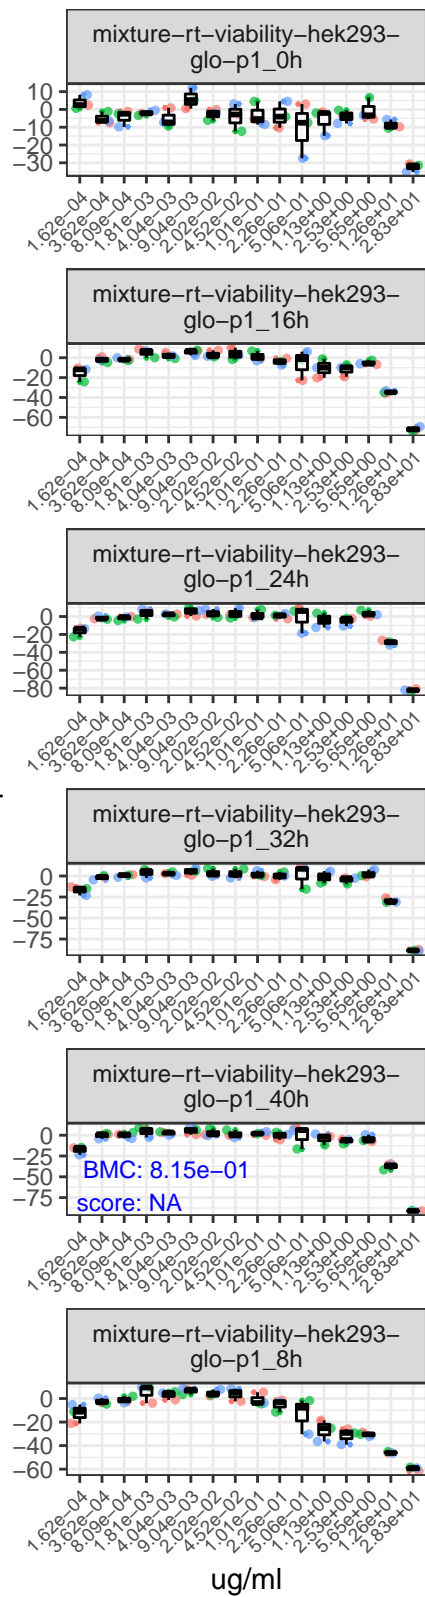 mixture−rt−viability−hek293−
glo−p1_0h
10
0
−10
−20
−30
1.62e−04
3.62e−04
8.09e−04
1.81e−03
4.04e−03
9.04e−03
2.02e−02
4.52e−02
1.01e−01
2.26e−01
5.06e−01
1.13e+00
2.53e+00
5.65e+00
1.26e+01
2.83e+01
mixture−rt−viability−hek293−
glo−p1_16h
0
−20
−40
−60
1.62e−04
3.62e−04
8.09e−04
1.81e−03
4.04e−03
9.04e−03
2.02e−02
4.52e−02
1.01e−01
2.26e−01
5.06e−01
1.13e+00
2.53e+00
5.65e+00
1.26e+01
2.83e+01
mixture−rt−viability−hek293−
glo−p1_24h
0
−20
−40
−60
−80
1.62e−04
3.62e−04
8.09e−04
1.81e−03
4.04e−03
9.04e−03
2.02e−02
4.52e−02
1.01e−01
2.26e−01
5.06e−01
1.13e+00
2.53e+00
5.65e+00
1.26e+01
2.83e+01
mixture−rt−viability−hek293−
glo−p1_32h
0
−25
−50
−75
1.62e−04
3.62e−04
8.09e−04
1.81e−03
4.04e−03
9.04e−03
2.02e−02
4.52e−02
1.01e−01
2.26e−01
5.06e−01
1.13e+00
2.53e+00
5.65e+00
1.26e+01
2.83e+01
mixture−rt−viability−hek293−
glo−p1_40h
0
−25
−50
−75
BMC: 8.15e−01
score: NA
1.62e−04
3.62e−04
8.09e−04
1.81e−03
4.04e−03
9.04e−03
2.02e−02
4.52e−02
1.01e−01
2.26e−01
5.06e−01
1.13e+00
2.53e+00
5.65e+00
1.26e+01
2.83e+01
mixture−rt−viability−hek293−
glo−p1_8h
0
−20
−40
−60
1.62e−04
3.62e−04
8.09e−04
1.81e−03
4.04e−03
9.04e−03
2.02e−02
4.52e−02
1.01e−01
2.26e−01
5.06e−01
1.13e+00
2.53e+00
5.65e+00
1.26e+01
2.83e+01
ug/ml